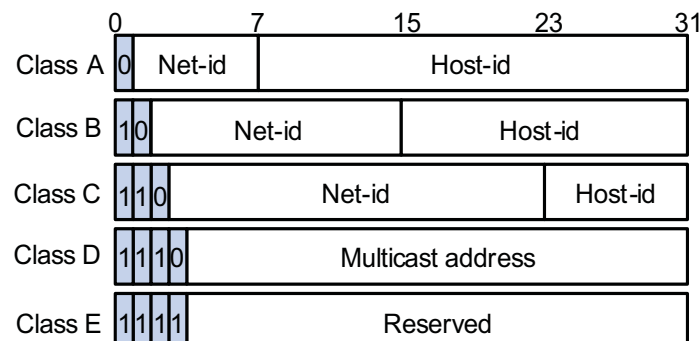 0 7 15 23 31
Class A 0 Net-id Host-id
Class B 1 0 Net-id Host-id
Class C 1 1 0 Net-id Host-id
Class D 1 1 1 0 Multicast address
Class E 1 1 1 1 Reserved